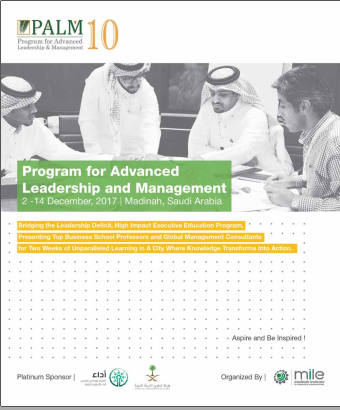 PALM 10
Program for Advanced
Leadership & Management
Program for Advanced
Leadership and Management
2 -14 December, 2017 | Madinah, Saudi Arabia
Bridging the Leadership Deficit, High Impact Executive Education Program,
Presenting Top Business School Professors and Global Management Consultants
for Two Weeks of Unparalleled Learning in A City Where Knowledge Transforms Into Action.
- Aspire and Be Inspired !
Platinum Sponsor |
أداء
Organized By |
mile